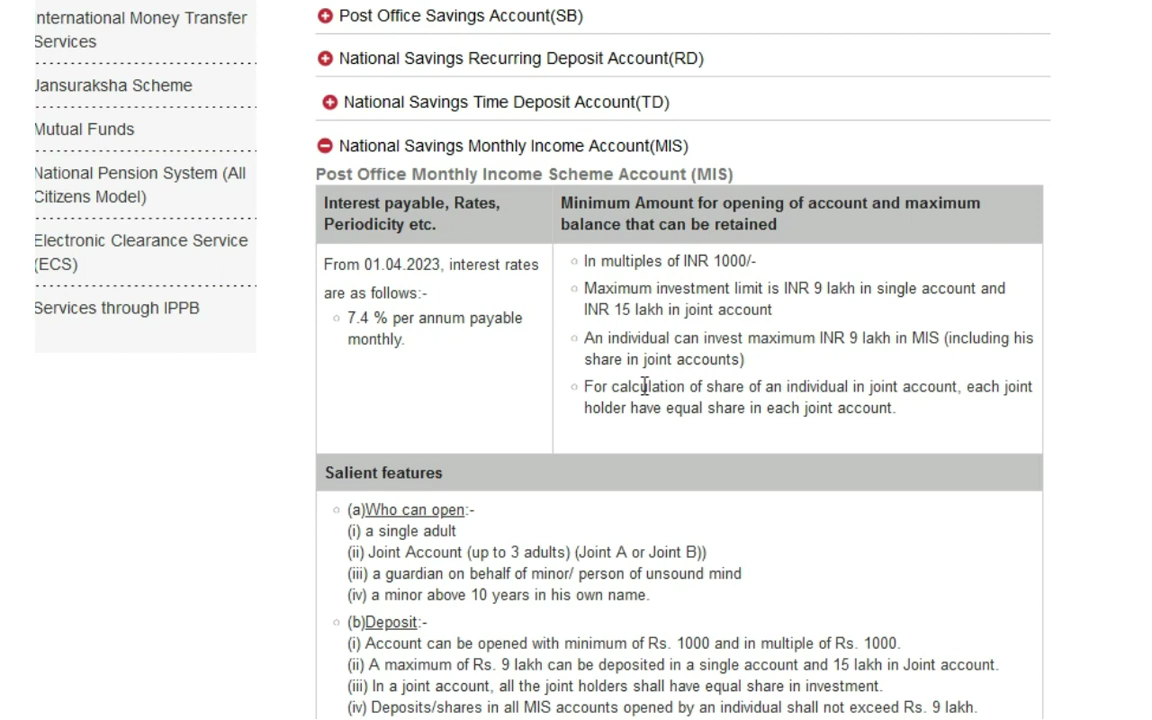 nternational Money Transfer
Services
Jansuraksha Scheme
Mutual Funds
National Pension System (All
Citizens Model)
Electronic Clearance Service
(ECS)
Services through IPPB
Post Office Savings Account(SB)
National Savings Recurring Deposit Account(RD)
National Savings Time Deposit Account(TD)
National Savings Monthly Income Account(MIS)
Post Office Monthly Income Scheme Account (MIS)
Interest payable, Rates,
Periodicity etc.
Minimum Amount for opening of account and maximum
balance that can be retained
From 01.04.2023, interest rates
are as follows:-
7.4 % per annum payable
monthly.
In multiples of INR 1000/-
Maximum investment limit is INR 9 lakh in single account and
INR 15 lakh in joint account
An individual can invest maximum INR 9 lakh in MIS (including his
share in joint accounts)
For calculation of share of an individual in joint account, each joint
holder have equal share in each joint account.
Salient features
(a)Who can open:-
(i) a single adult
(ii) Joint Account (up to 3 adults) (Joint A or Joint B))
(iii) a guardian on behalf of minor/ person of unsound mind
(iv) a minor above 10 years in his own name.
(b)Deposit:-
(i) Account can be opened with minimum of Rs. 1000 and in multiple of Rs. 1000.
(ii) A maximum of Rs. 9 lakh can be deposited in a single account and 15 lakh in Joint account.
(iii) In a joint account, all the joint holders shall have equal share in investment.
(iv) Deposits/shares in all MIS accounts opened by an individual shall not exceed Rs. 9 lakh.